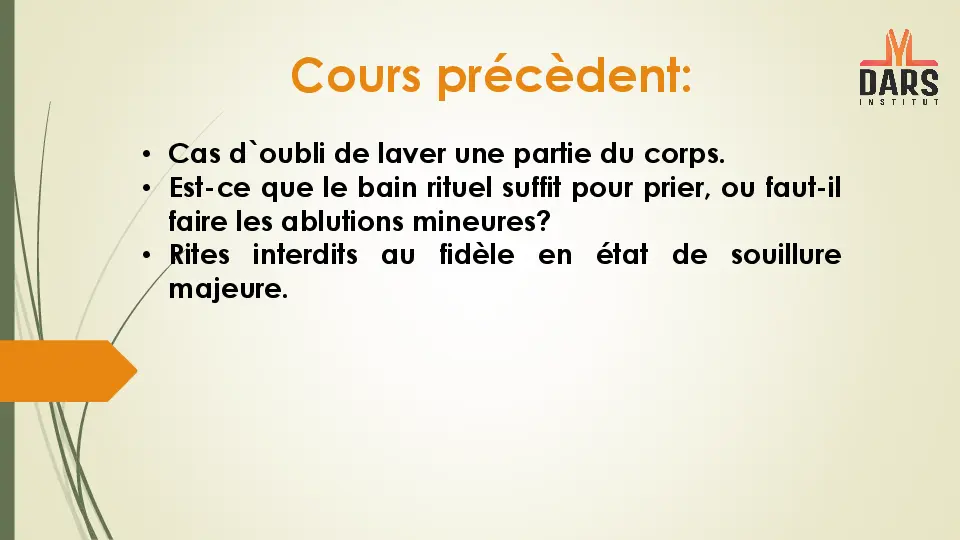 Cours précèdent:
DARS
INSTITUT
• Cas d`oubli de laver une partie du corps.
• Est-ce que le bain rituel suffit pour prier, ou faut-il
faire les ablutions mineures?
• Rites interdits au fidèle en état de souillure
majeure.